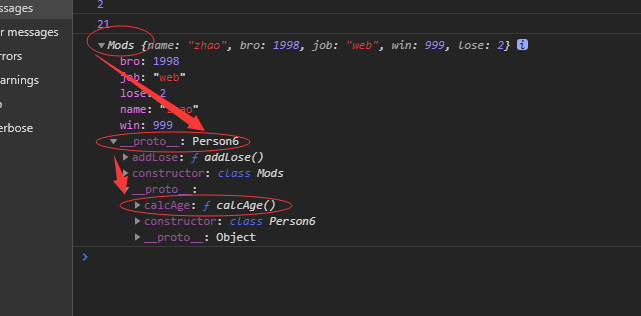 ssages
r messages
rrors
arnings
o
erbose
2
21
Mods {name: "zhao", bro: 1998, job: "web", win: 999, lose: 2} i
bro: 1998
job: "web"
lose: 2
name: "zhao"
win: 999
__proto__: Person6
addLose: ƒ addLose()
constructor: class Mods
__proto__:
calcAge: ƒ calcAge()
constructor: class Person6
__proto__: Object